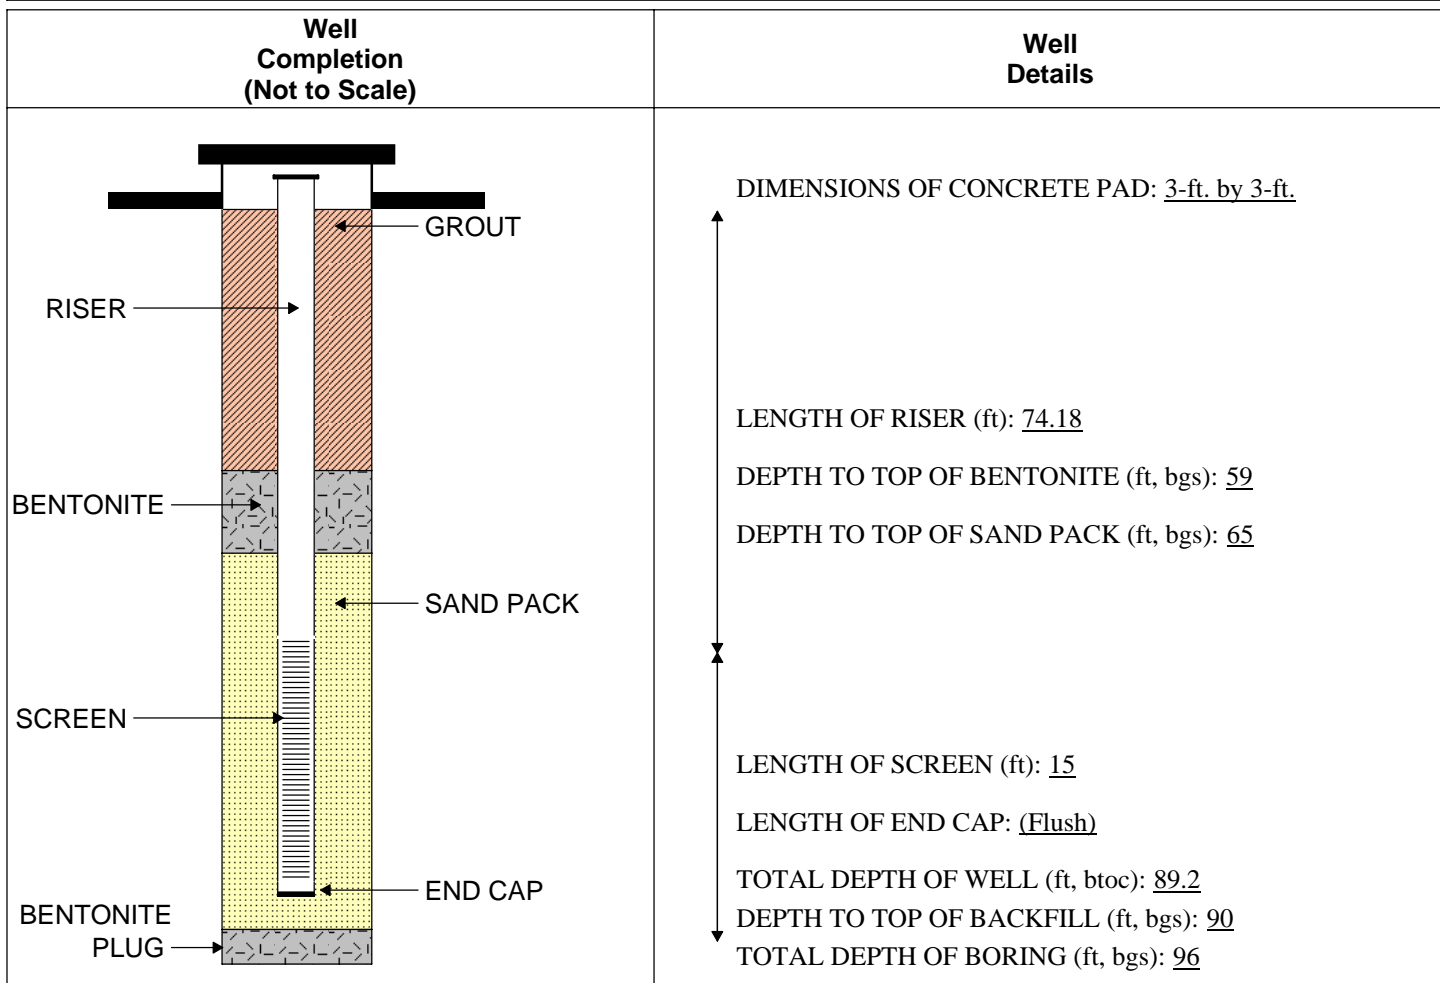 Well
Completion
(Not to Scale)
Well
Details
GROUT
RISER
BENTONITE
SAND PACK
SCREEN
END CAP
BENTONITE
PLUG
DIMENSIONS OF CONCRETE PAD: 3-ft. by 3-ft.
LENGTH OF RISER (ft): 74.18
DEPTH TO TOP OF BENTONITE (ft, bgs): 59
DEPTH TO TOP OF SAND PACK (ft, bgs): 65
LENGTH OF SCREEN (ft): 15
LENGTH OF END CAP: (Flush)
TOTAL DEPTH OF WELL (ft, btoc): 89.2
DEPTH TO TOP OF BACKFILL (ft, bgs): 90
TOTAL DEPTH OF BORING (ft, bgs): 96